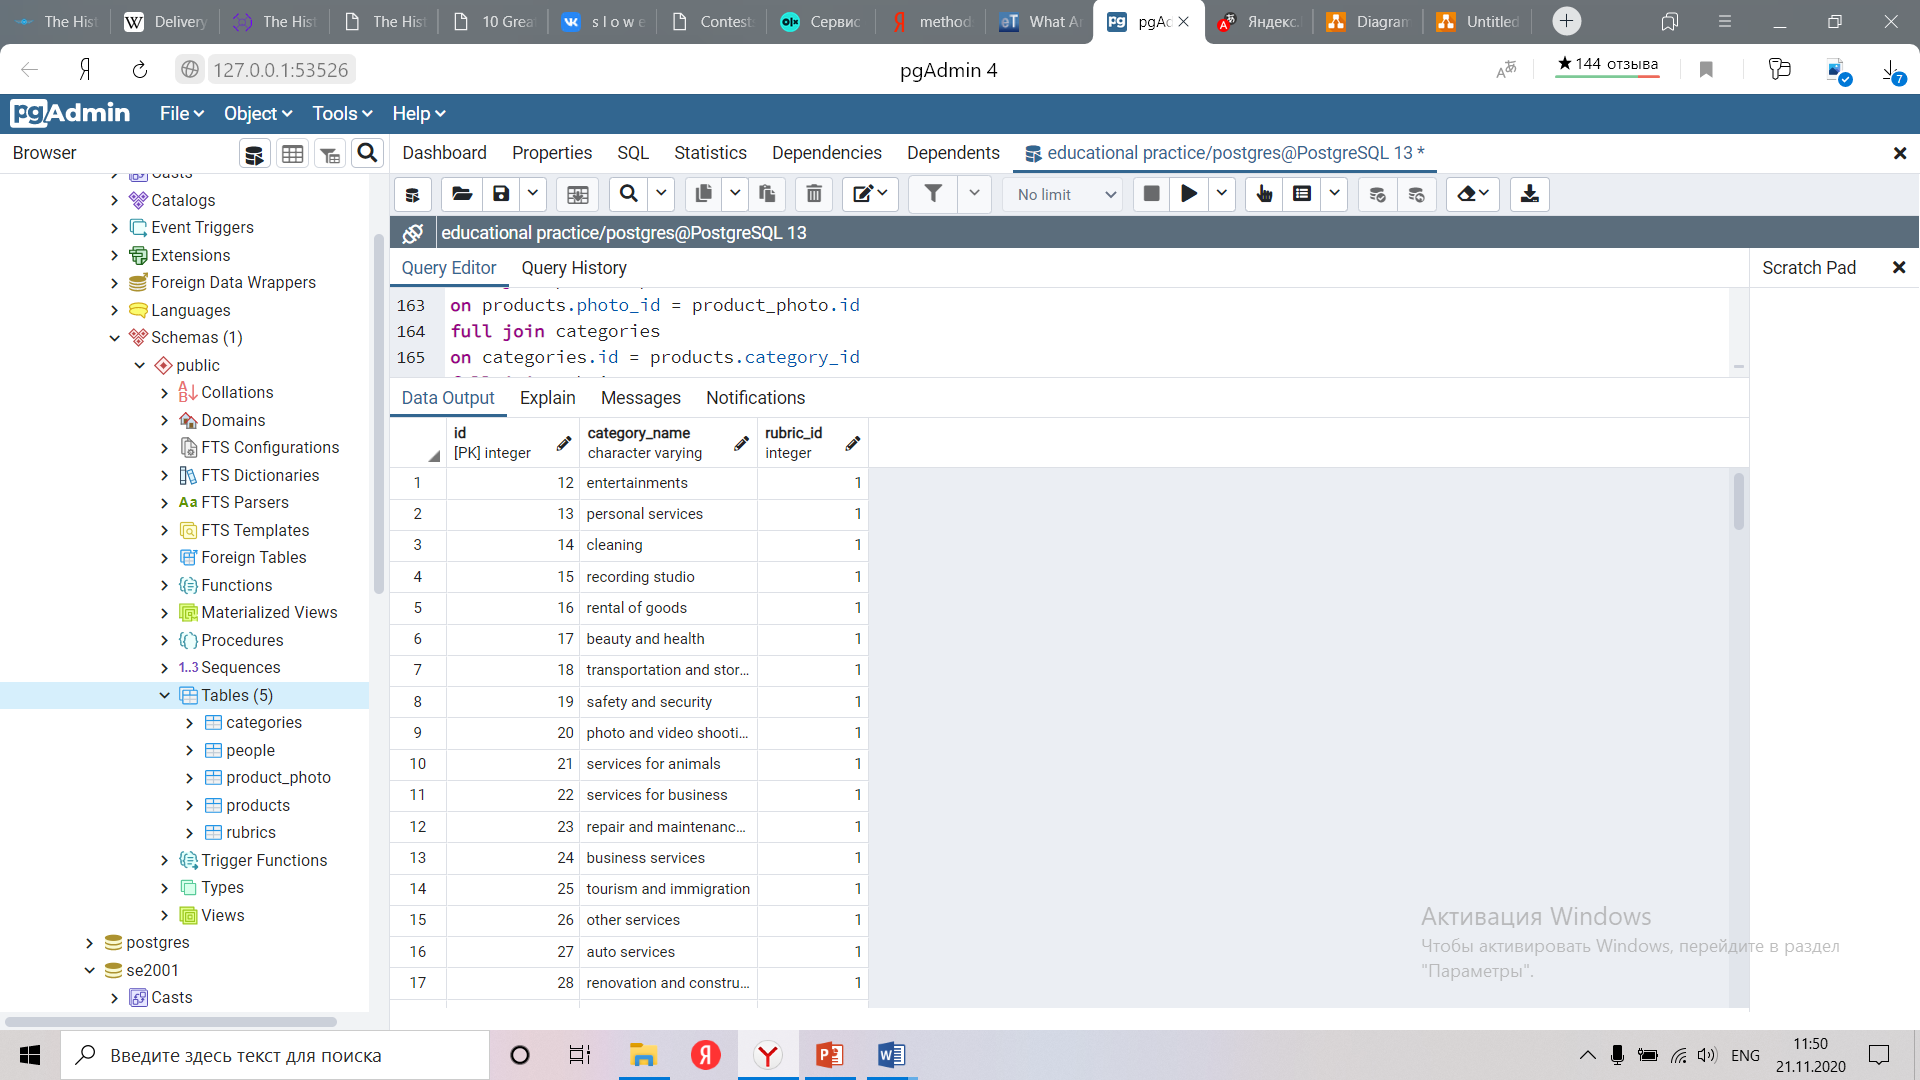 The Hist
Delivery
The Hist
The Hist
10 Grea
s l o w e
Contest
Сервис
method.
What Ar
pgAd
Яндекс.
Diagram
Untitled
127.0.0.1:53526
pgAdmin 4
★ 144 отзыва
7
pgAdmin
File
Object
Tools
Help
Browser
Dashboard
Properties
SQL
Statistics
Dependencies
Dependents
educational practice/postgres@PostgreSQL 13 *
No limit
educational practice/postgres@PostgreSQL 13
Query Editor
Query History
Scratch Pad
163 on products.photo_id = product_photo.id
164 full join categories
165 on categories.id = products.category_id
Casts
Catalogs
Event Triggers
Extensions
Foreign Data Wrappers
Languages
Schemas (1)
public
Collations
Domains
FTS Configurations
FTS Dictionaries
Aa FTS Parsers
FTS Templates
Foreign Tables
Functions
Materialized Views
Procedures
1..3 Sequences
Tables (5)
categories
people
product_photo
products
rubrics
Trigger Functions
Types
Views
postgres
se2001
Casts
Data Output
Explain
Messages
Notifications
id category_name rubric_id
[PK] integer character varying integer
1 12 entertainments 1
2 13 personal services 1
3 14 cleaning 1
4 15 recording studio 1
5 16 rental of goods 1
6 17 beauty and health 1
7 18 transportation and stor... 1
8 19 safety and security 1
9 20 photo and video shooti... 1
10 21 services for animals 1
11 22 services for business 1
12 23 repair and maintenanc... 1
13 24 business services 1
14 25 tourism and immigration 1
15 26 other services 1
16 27 auto services 1
17 28 renovation and constru... 1
Активация Windows
Чтобы активировать Windows, перейдите в раздел
"Параметры".
Введите здесь текст для поиска
ENG
11:50
21.11.2020